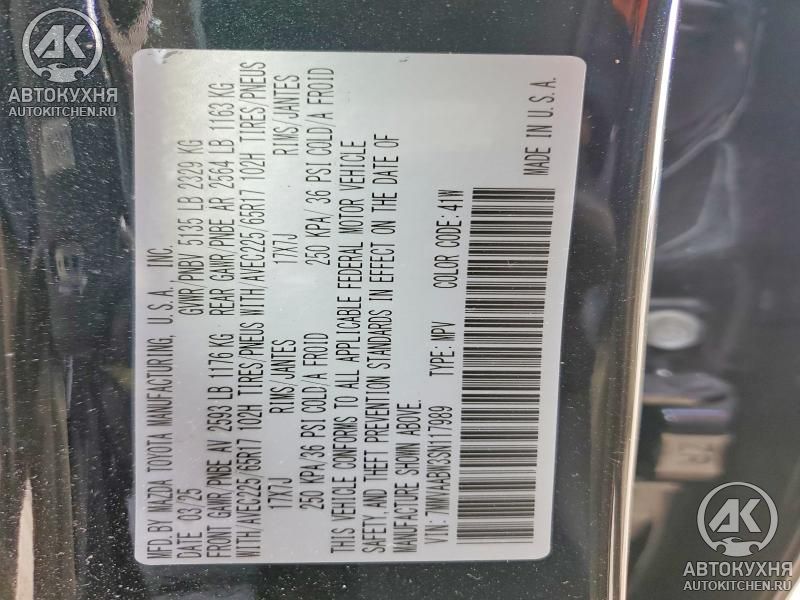 MFD.BY MAZDA TOYOTA MANUFACTURING, U.S.A., INC.
DATE 03/25 GVWR/PNBV 5135 LB 2329 KG
FRONT GAWR/PNBE AV 2593 LB 1176 KG REAR GAWR/PNBE AR 2564 LB 1163 KG
WITH/AVEC225/65R17 102H TIRES/PNEUS WITH/AVEC225/65R17 102H TIRES/PNEUS
17X7J RIMS/JANTES 17X7J RIMS/JANTES
250 KPA/36 PSI COLD/A FROID 250 KPA/ 36 PSI COLD/A FROID
THIS VEHICLE CONFORMS TO ALL APPLICABLE FEDERAL MOTOR VEHICLE
SAFETY,AND THEFT PREVENTION STANDARDS IN EFFECT ON THE DATE OF
MANUFACTURE SHOWN ABOVE.
VIN: 7MMVAABW3SN117989 TYPE: MPV COLOR CODE: 41W
MADE IN U.S.A.
АК
АВТОКУХНЯ
AUTOKITCHEN.RU
АК
АВТОКУХНЯ
AUTOKITCHEN.RU